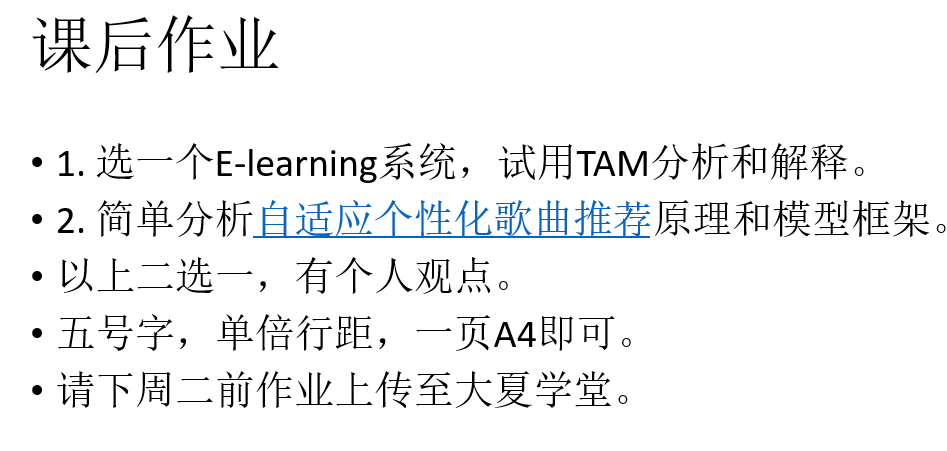 课后作业
• 1. 选一个E-learning系统，试用TAM分析和解释。
• 2. 简单分析自适应个性化歌曲推荐原理和模型框架。
• 以上二选一，有个人观点。
• 五号字，单倍行距，一页A4即可。
• 请下周二前作业上传至大夏学堂。